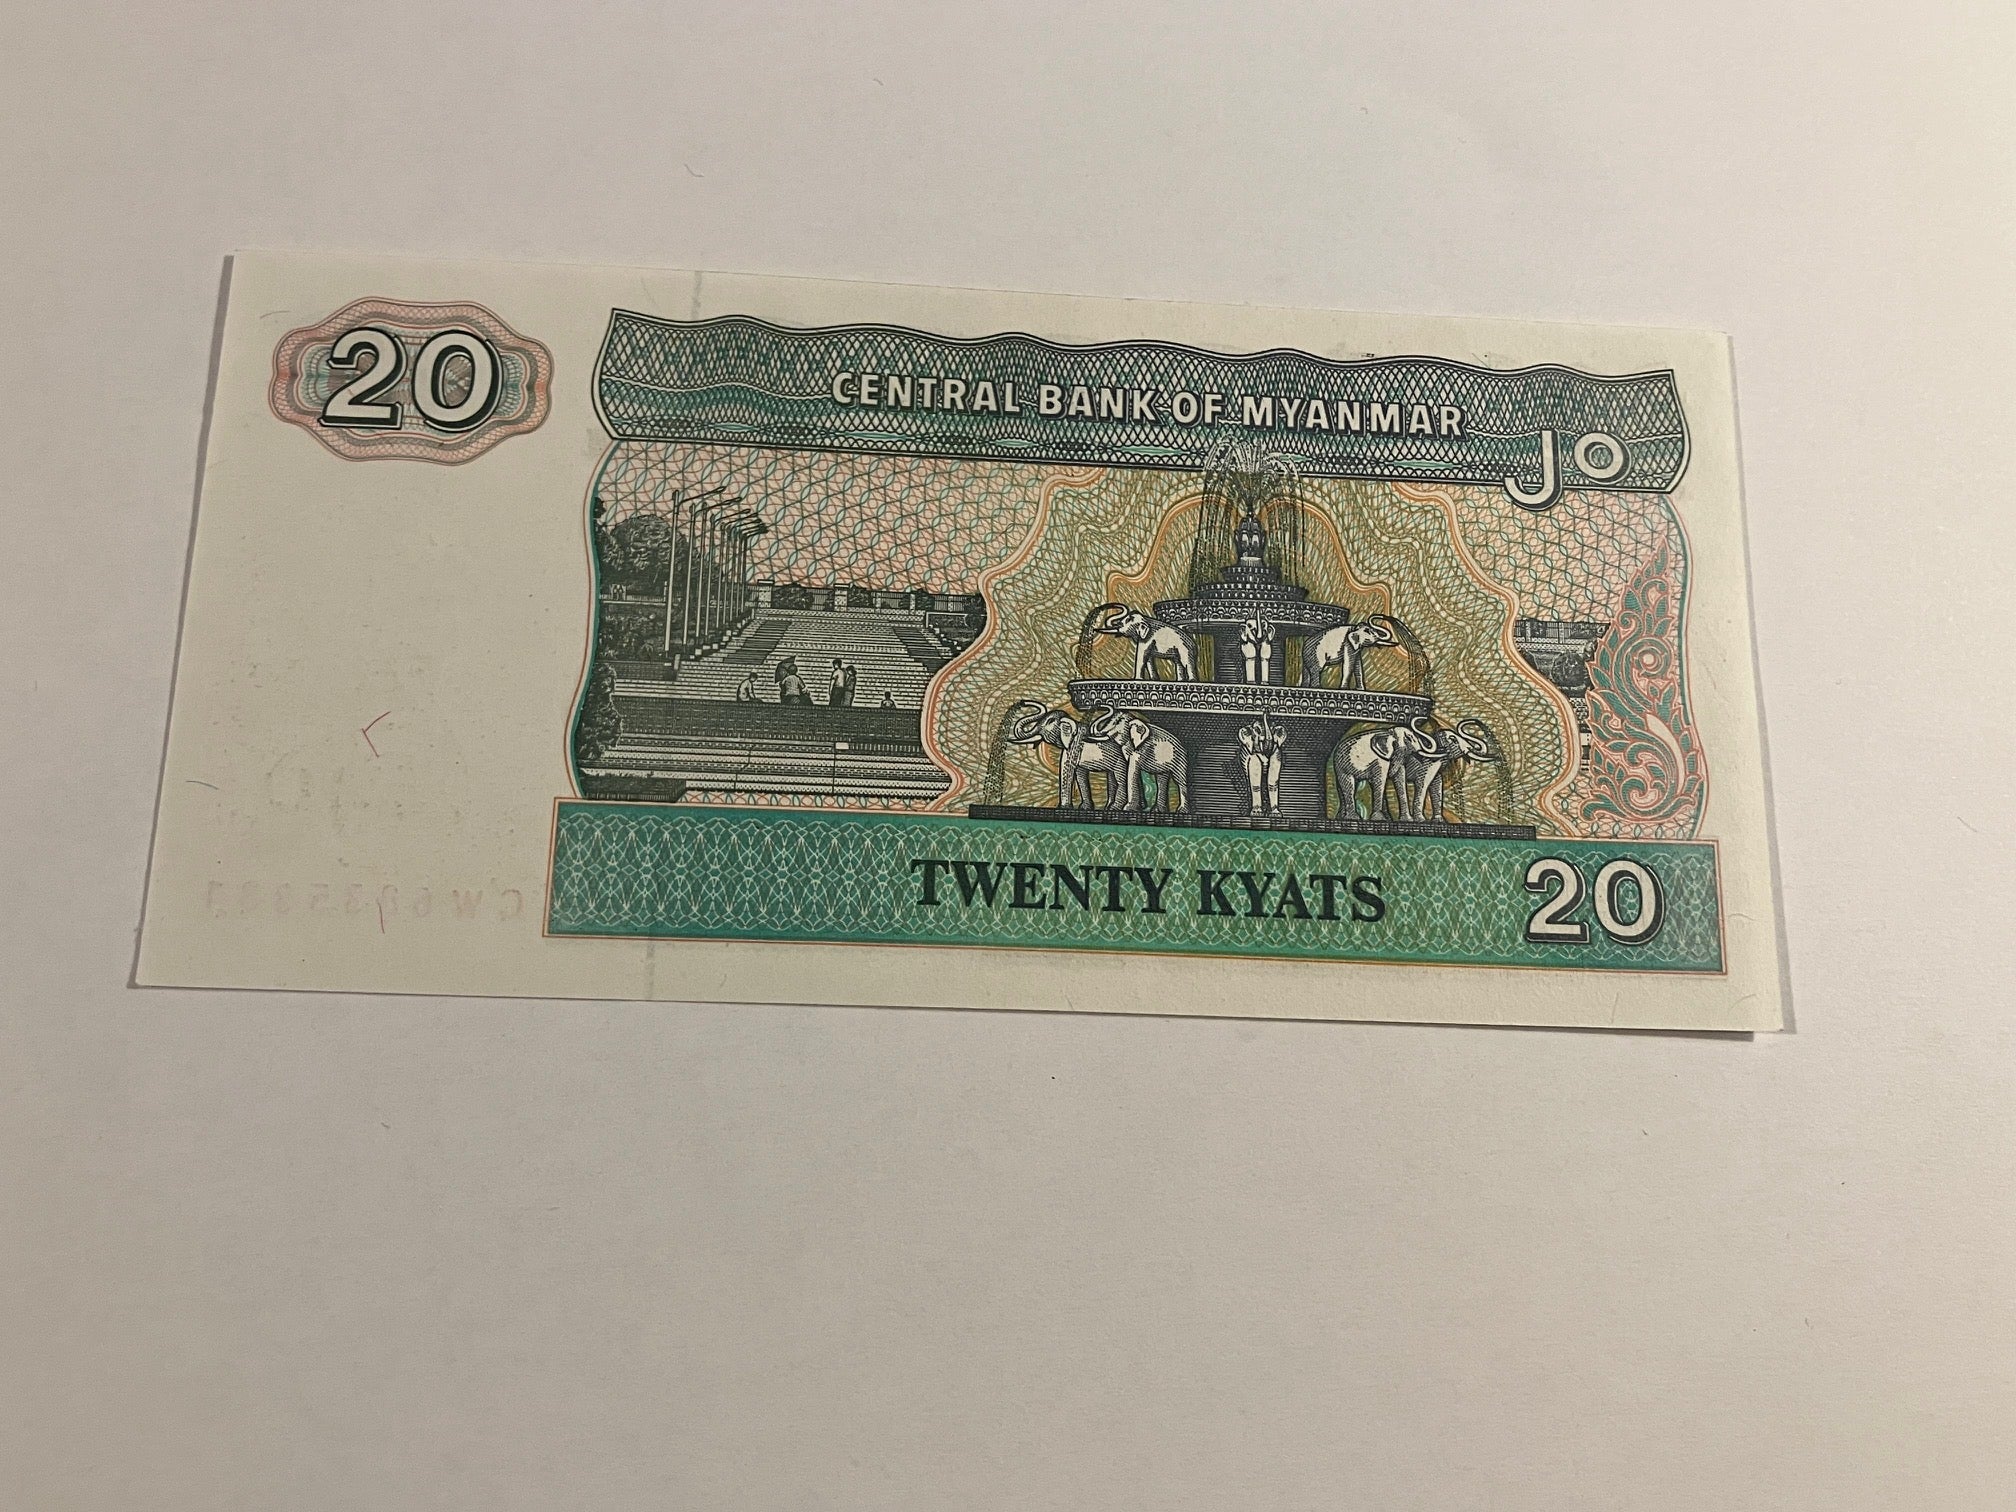 20
CENTRAL BANK OF MYANMAR
၂၀
TWENTY KYATS
20